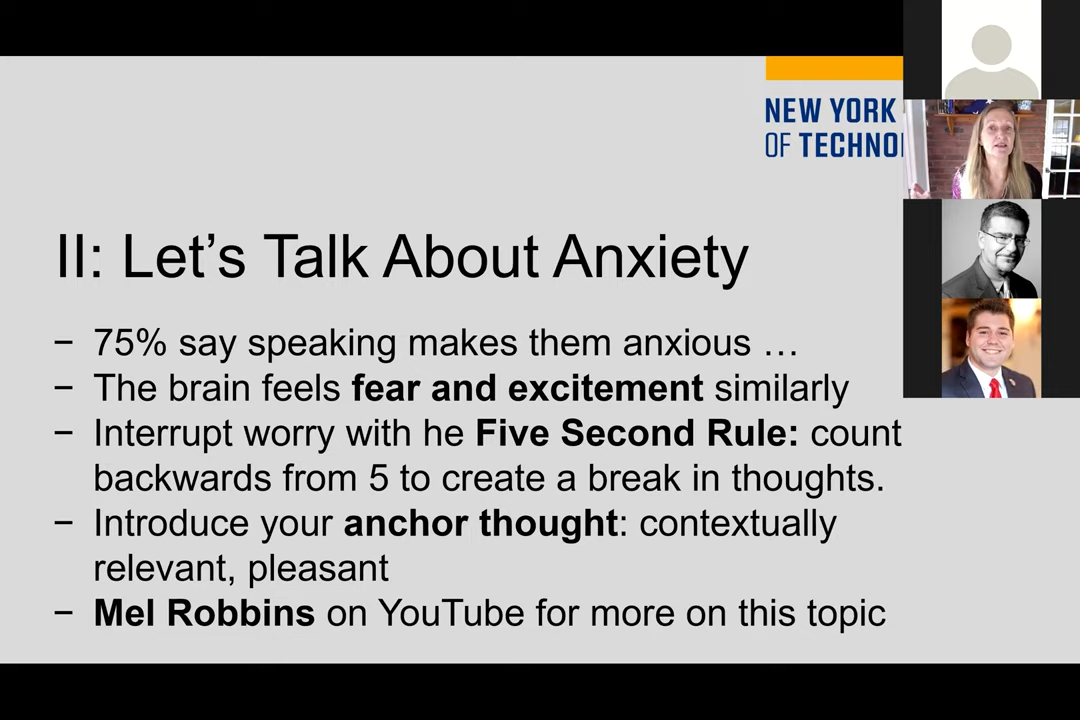 NEW YORK
OF TECHNO
II: Let's Talk About Anxiety
– 75% say speaking makes them anxious …
– The brain feels fear and excitement similarly
– Interrupt worry with he Five Second Rule: count
backwards from 5 to create a break in thoughts.
– Introduce your anchor thought: contextually
relevant, pleasant
– Mel Robbins on YouTube for more on this topic